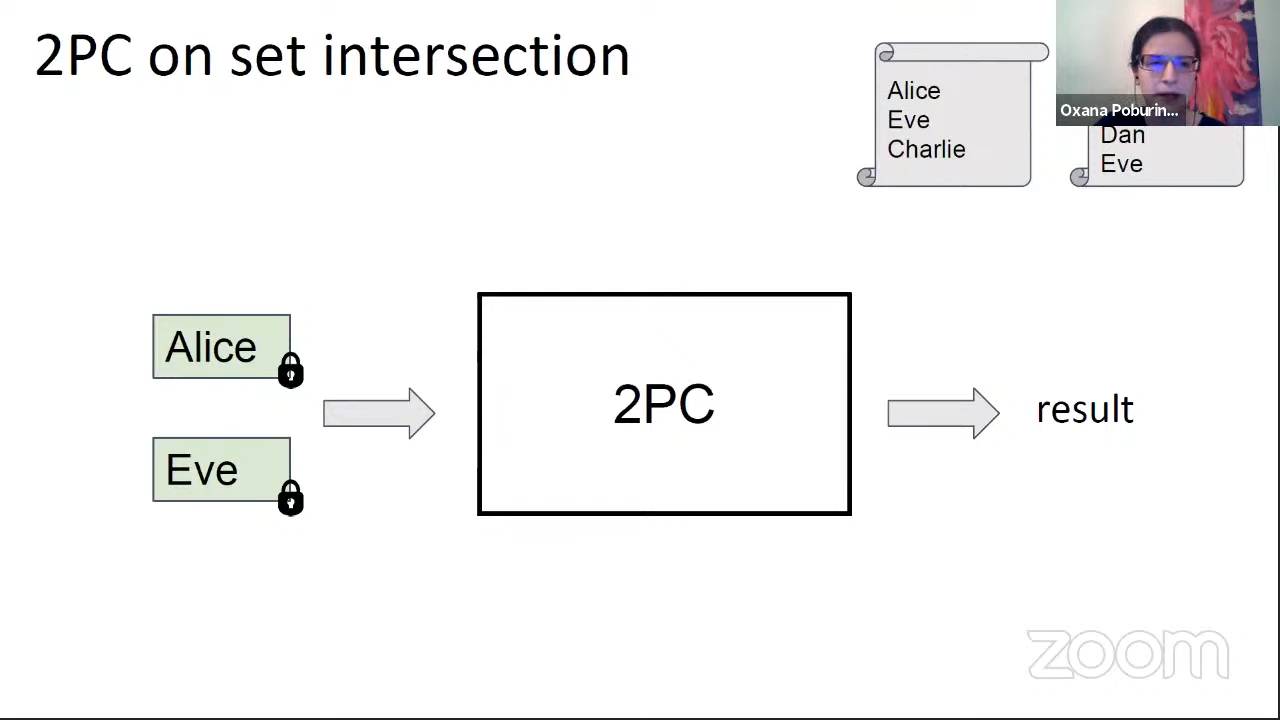 2PC on set intersection
Alice
Eve
Charlie
Oxana Poburin...
Dan
Eve
Alice
Eve
2PC
result
zoom